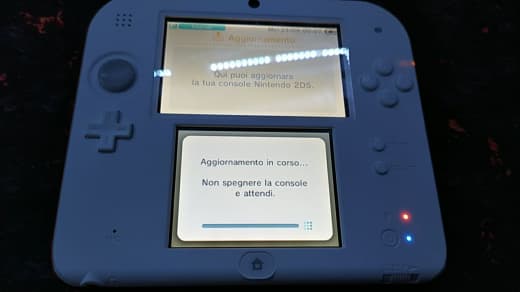 Aggiornamento
Qui puoi aggiornare
la tua console Nintendo 2DS.
Aggiornamento in corso...
Non spegnere la console
e attendi.